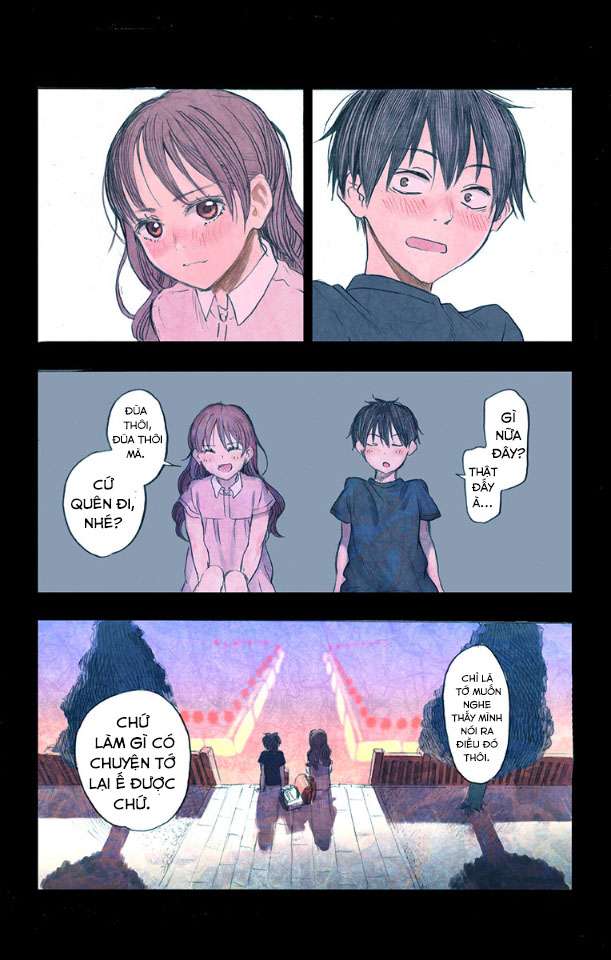 GÌ
NỮA
ĐÂY?
THẬT
ĐẤY
À...
ĐÙA
THÔI,
ĐÙA THÔI
MÀ.
CỨ
QUÊN ĐI,
NHÉ?
CHỈ LÀ
TỚ MUỐN
NGHE
THẤY MÌNH
NÓI RA
ĐIỀU ĐÓ
THÔI.
CHỨ
LÀM GÌ CÓ
CHUYỆN TỚ
LẠI Ế ĐƯỢC
CHỨ.